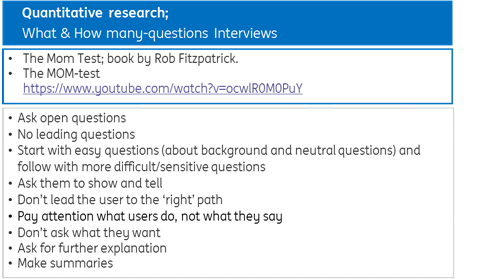 Quantitative research;
What & How many-questions Interviews
• The Mom Test; book by Rob Fitzpatrick.
• The MOM-test
https://www.youtube.com/watch?v=ocwlR0M0PuY
• Ask open questions
• No leading questions
• Start with easy questions (about background and neutral questions) and
follow with more difficult/sensitive questions
• Ask them to show and tell
• Don't lead the user to the ‘right’ path
• Pay attention what users do, not what they say
• Don't ask what they want
• Ask for further explanation
• Make summaries